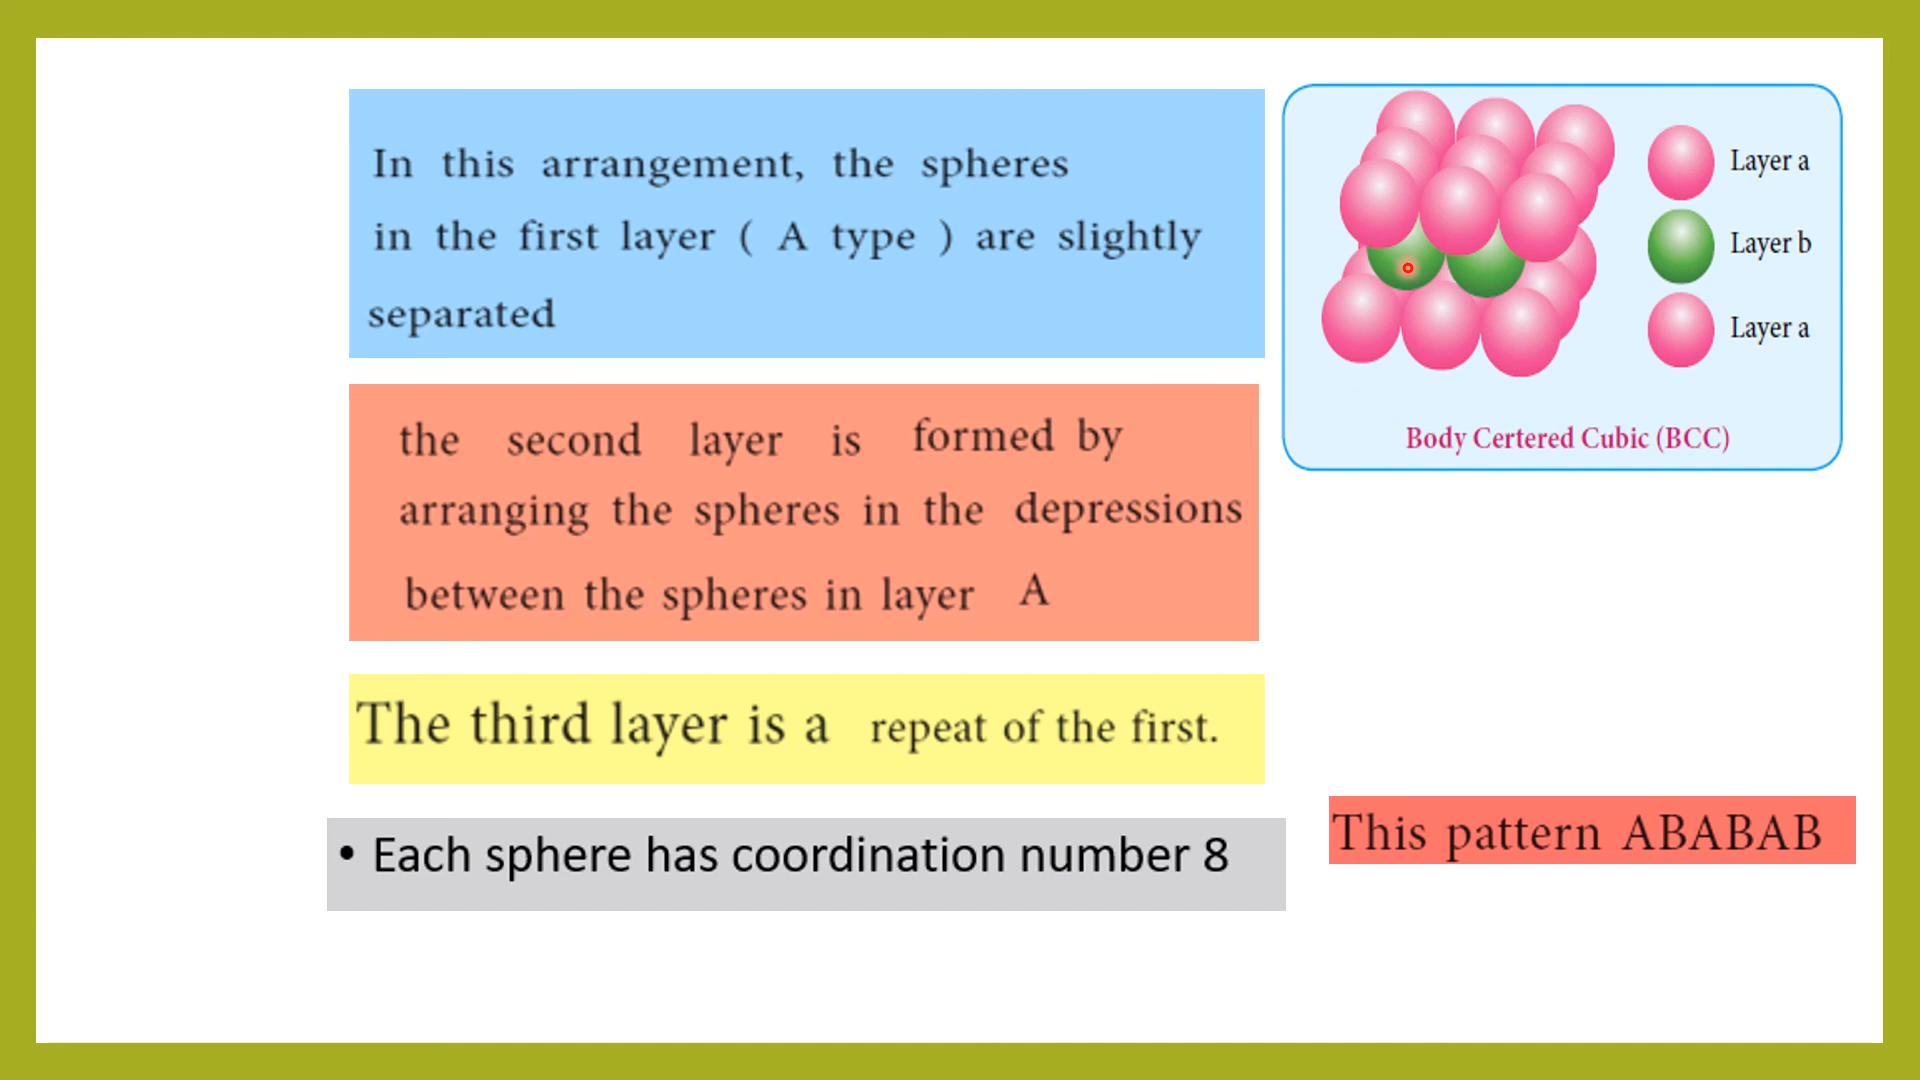 In this arrangement, the spheres
in the first layer ( A type ) are slightly
separated
the second layer is formed by
arranging the spheres in the depressions
between the spheres in layer A
The third layer is a repeat of the first.
• Each sphere has coordination number 8
Layer a
Layer b
Layer a
Body Certered Cubic (BCC)
This pattern ABABAB